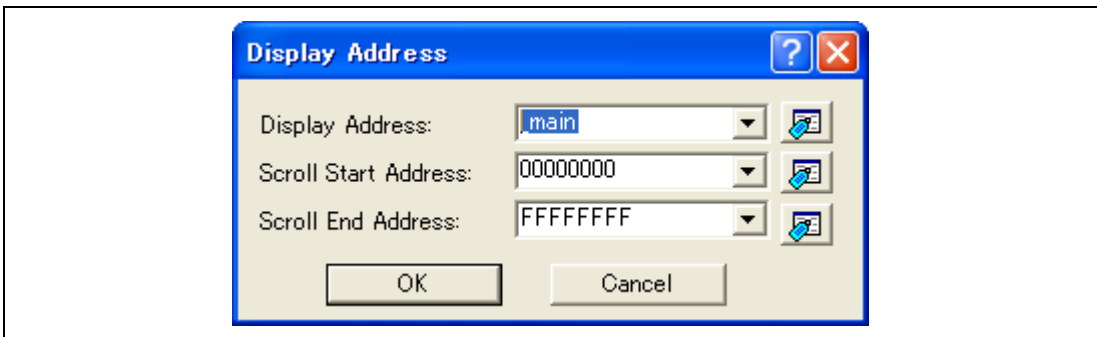 Display Address
Display Address: _main
Scroll Start Address: 00000000
Scroll End Address: FFFFFFFF
OK Cancel